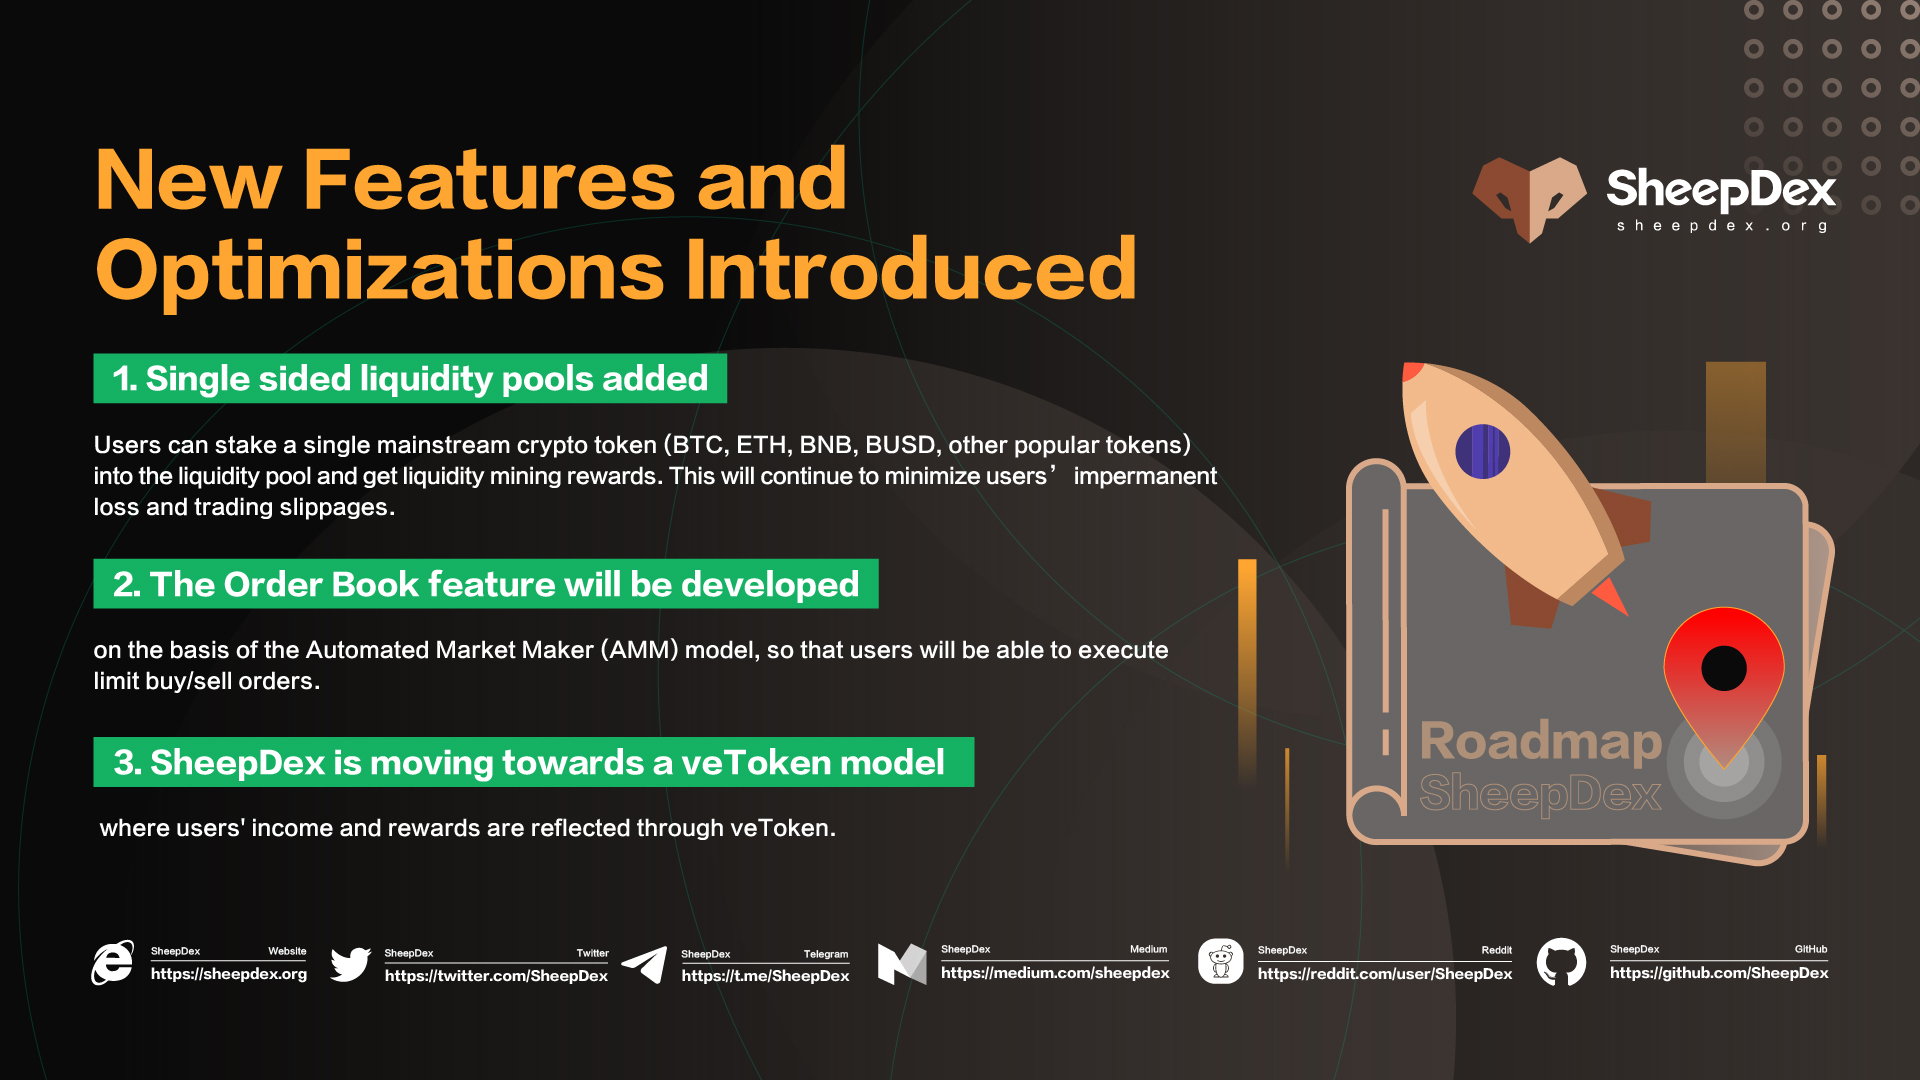 New Features and
Optimizations Introduced
SheepDex
sheepdex.org
1. Single sided liquidity pools added
Users can stake a single mainstream crypto token (BTC, ETH, BNB, BUSD, other popular tokens)
into the liquidity pool and get liquidity mining rewards. This will continue to minimize users’ impermanent
loss and trading slippages.
2. The Order Book feature will be developed
on the basis of the Automated Market Maker (AMM) model, so that users will be able to execute
limit buy/sell orders.
3. SheepDex is moving towards a veToken model
where users' income and rewards are reflected through veToken.
Roadmap
SheepDex
SheepDex Website
https://sheepdex.org
SheepDex Twitter
https://twitter.com/SheepDex
SheepDex Telegram
https://t.me/SheepDex
SheepDex Medium
https://medium.com/sheepdex
SheepDex Reddit
https://reddit.com/user/SheepDex
SheepDex GitHub
https://github.com/SheepDex